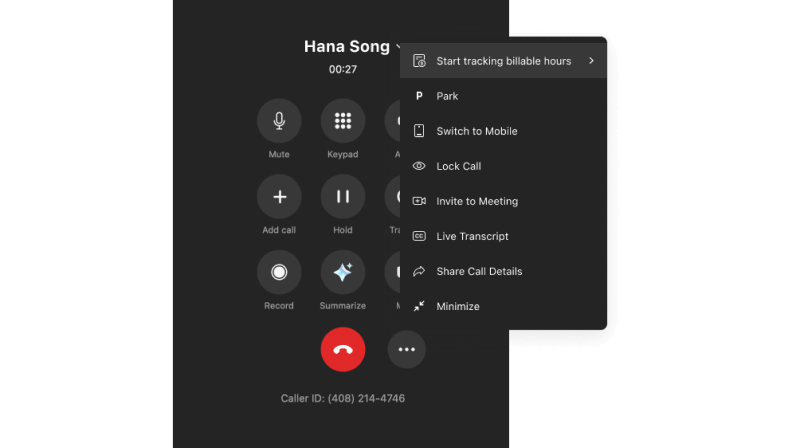 Hana Song
00:27
Start tracking billable hours
P Park
Switch to Mobile
Lock Call
Invite to Meeting
CC Live Transcript
Share Call Details
Minimize
Mute
Keypad
Add call
Hold
Record
Summarize
Caller ID: (408) 214-4746